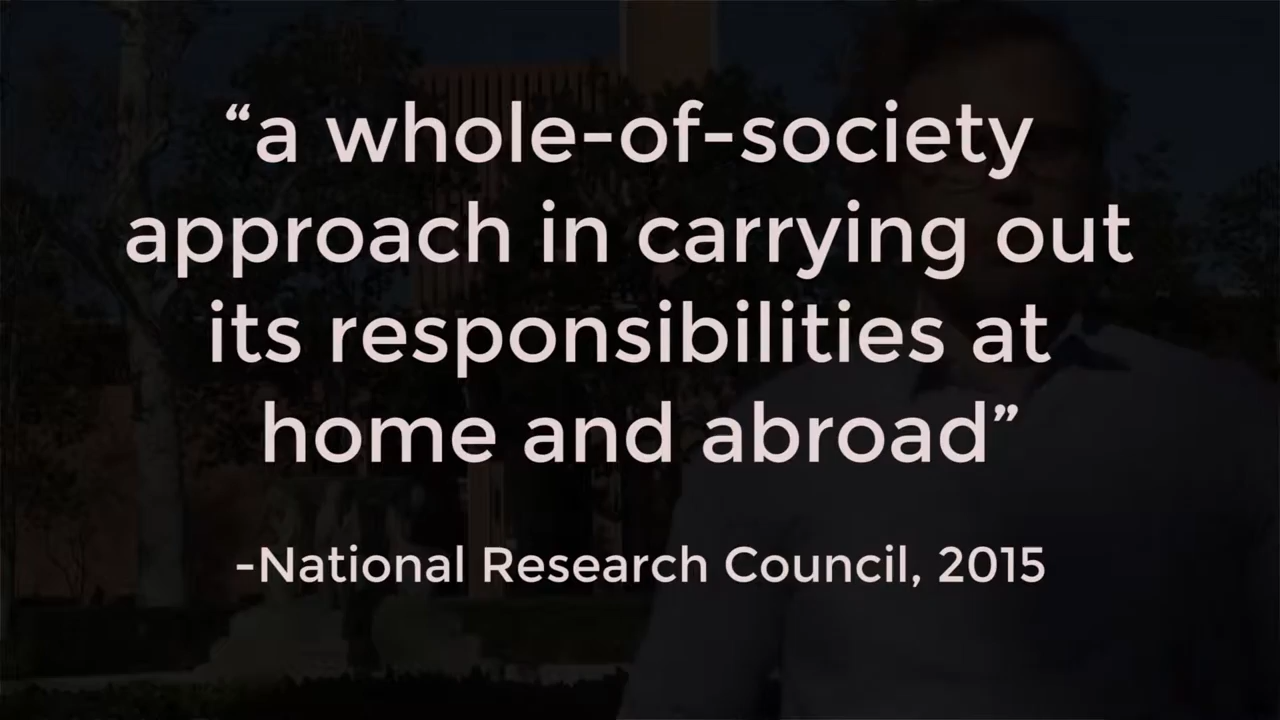 “a whole-of-society
approach in carrying out
its responsibilities at
home and abroad”
-National Research Council, 2015